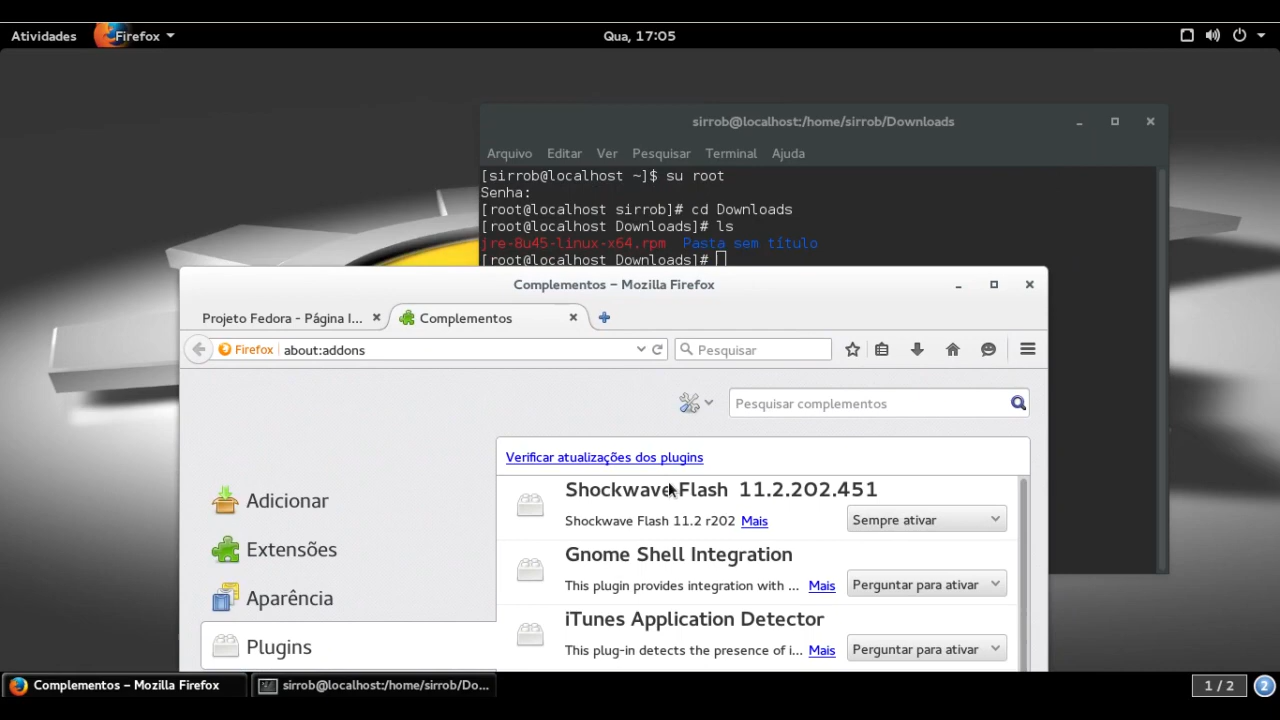 Atividades Firefox Qua, 17:05
sirrob@localhost:/home/sirrob/Downloads
Arquivo Editar Ver Pesquisar Terminal Ajuda
[sirrob@localhost ~]$ su root
Senha:
[root@localhost sirrob]# cd Downloads
[root@localhost Downloads]# ls
jre-8u45-linux-x64.rpm Pasta sem título
[root@localhost Downloads]#
Complementos - Mozilla Firefox
Projeto Fedora - Página I... Complementos
Firefox about:addons Pesquisar
Pesquisar complementos
Verificar atualizações dos plugins
Shockwave Flash 11.2.202.451
Shockwave Flash 11.2 r202 Mais Sempre ativar
Gnome Shell Integration
This plugin provides integration with ... Mais Perguntar para ativar
iTunes Application Detector
This plug-in detects the presence of i... Mais Perguntar para ativar
Adicionar
Extensões
Aparência
Plugins
Complementos - Mozilla Firefox sirrob@localhost:/home/sirrob/Do... 1 / 2 2